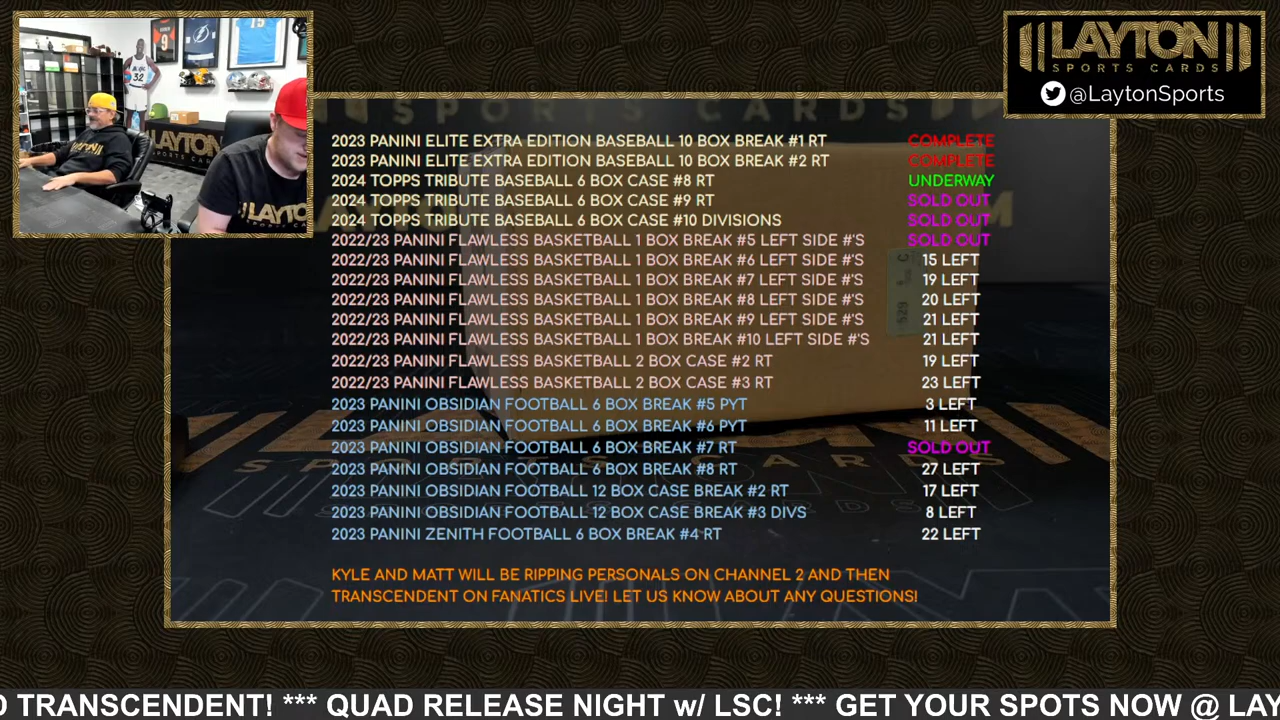 LAYTON
SPORTS CARDS
@LaytonSports
SPORTS CARDS
2023 PANINI ELITE EXTRA EDITION BASEBALL 10 BOX BREAK #1 RT COMPLETE
2023 PANINI ELITE EXTRA EDITION BASEBALL 10 BOX BREAK #2 RT COMPLETE
2024 TOPPS TRIBUTE BASEBALL 6 BOX CASE #8 RT UNDERWAY
2024 TOPPS TRIBUTE BASEBALL 6 BOX CASE #9 RT SOLD OUT
2024 TOPPS TRIBUTE BASEBALL 6 BOX CASE #10 DIVISIONS SOLD OUT
2022/23 PANINI FLAWLESS BASKETBALL 1 BOX BREAK #5 LEFT SIDE #'S SOLD OUT
2022/23 PANINI FLAWLESS BASKETBALL 1 BOX BREAK #6 LEFT SIDE #'S 15 LEFT
2022/23 PANINI FLAWLESS BASKETBALL 1 BOX BREAK #7 LEFT SIDE #'S 19 LEFT
2022/23 PANINI FLAWLESS BASKETBALL 1 BOX BREAK #8 LEFT SIDE #'S 20 LEFT
2022/23 PANINI FLAWLESS BASKETBALL 1 BOX BREAK #9 LEFT SIDE #'S 21 LEFT
2022/23 PANINI FLAWLESS BASKETBALL 1 BOX BREAK #10 LEFT SIDE #'S 21 LEFT
2022/23 PANINI FLAWLESS BASKETBALL 2 BOX CASE #2 RT 19 LEFT
2022/23 PANINI FLAWLESS BASKETBALL 2 BOX CASE #3 RT 23 LEFT
2023 PANINI OBSIDIAN FOOTBALL 6 BOX BREAK #5 PYT 3 LEFT
2023 PANINI OBSIDIAN FOOTBALL 6 BOX BREAK #6 PYT 11 LEFT
2023 PANINI OBSIDIAN FOOTBALL 6 BOX BREAK #7 RT SOLD OUT
2023 PANINI OBSIDIAN FOOTBALL 6 BOX BREAK #8 RT 27 LEFT
2023 PANINI OBSIDIAN FOOTBALL 12 BOX CASE BREAK #2 RT 17 LEFT
2023 PANINI OBSIDIAN FOOTBALL 12 BOX CASE BREAK #3 DIVS 8 LEFT
2023 PANINI ZENITH FOOTBALL 6 BOX BREAK #4 RT 22 LEFT
KYLE AND MATT WILL BE RIPPING PERSONALS ON CHANNEL 2 AND THEN
TRANSCENDENT ON FANATICS LIVE! LET US KNOW ABOUT ANY QUESTIONS!
TRANSCENDENT! *** QUAD RELEASE NIGHT w/ LSC! *** GET YOUR SPOTS NOW @ LAY